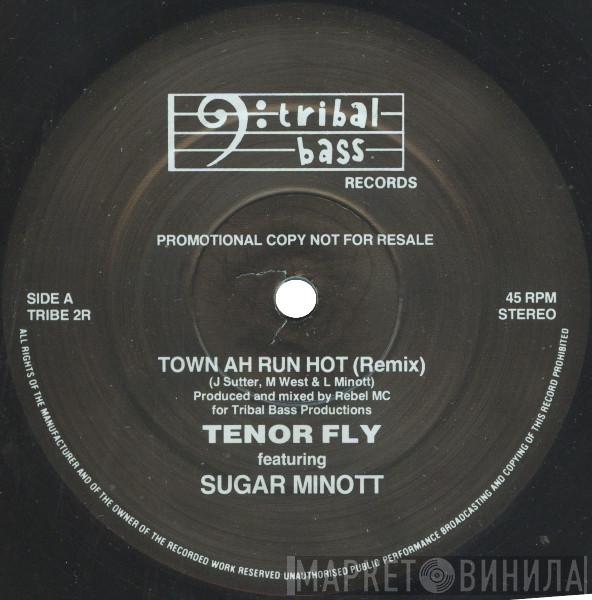 tribal
bass
RECORDS
PROMOTIONAL COPY NOT FOR RESALE
SIDE A
TRIBE 2R
45 RPM
STEREO
TOWN AH RUN HOT (Remix)
(J Sutter, M West & L Minott)
Produced and mixed by Rebel MC
for Tribal Bass Productions
TENOR FLY
featuring
SUGAR MINOTT
ALL RIGHTS OF THE MANUFACTURER AND OF THE OWNER OF THE RECORDED WORK RESERVED UNAUTHORISED PUBLIC PERFORMANCE BROADCASTING AND COPYING OF THIS RECORD PROHIBITED
МАРКЕТ ВИНИЛА